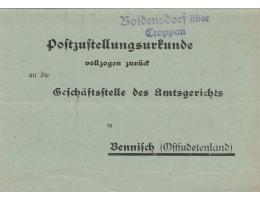 Boidensdorf über
Troppau
Postzustellungsurkunde
vollzogen zurück
an die
Geschäftsstelle des Amtsgerichts
in
Bennisch (Ostsudetenland)